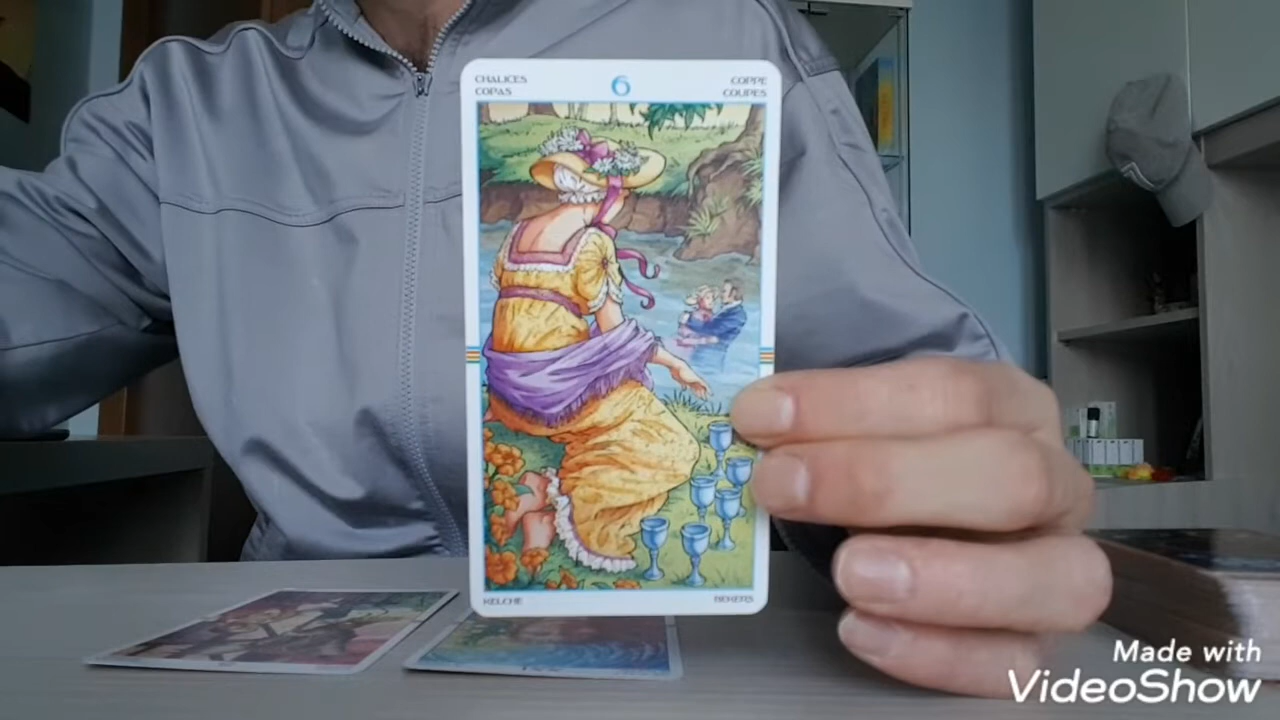 CHALICES
COPAS
6
COPPE
COUPES
KELCHE
BEKERS
Made with
VideoShow